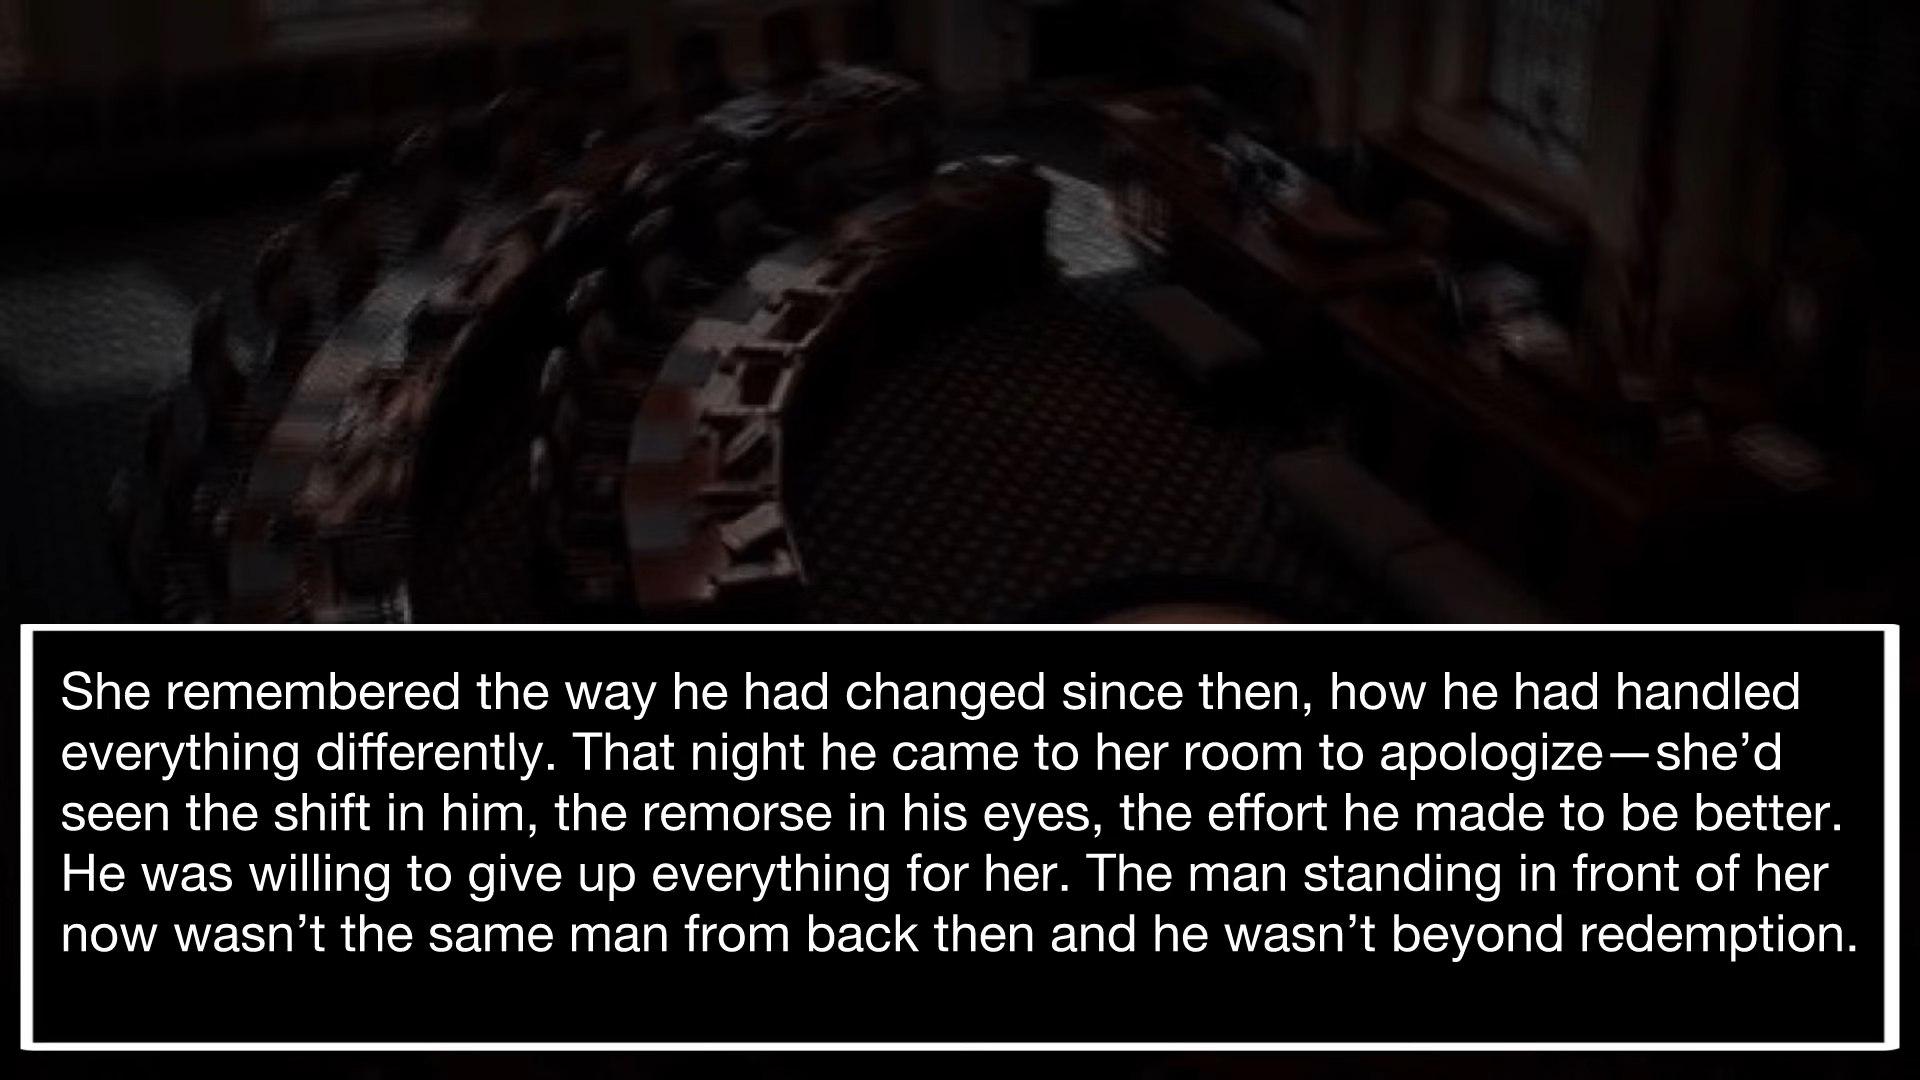 She remembered the way he had changed since then, how he had handled
everything differently. That night he came to her room to apologize—she’d
seen the shift in him, the remorse in his eyes, the effort he made to be better.
He was willing to give up everything for her. The man standing in front of her
now wasn’t the same man from back then and he wasn’t beyond redemption.